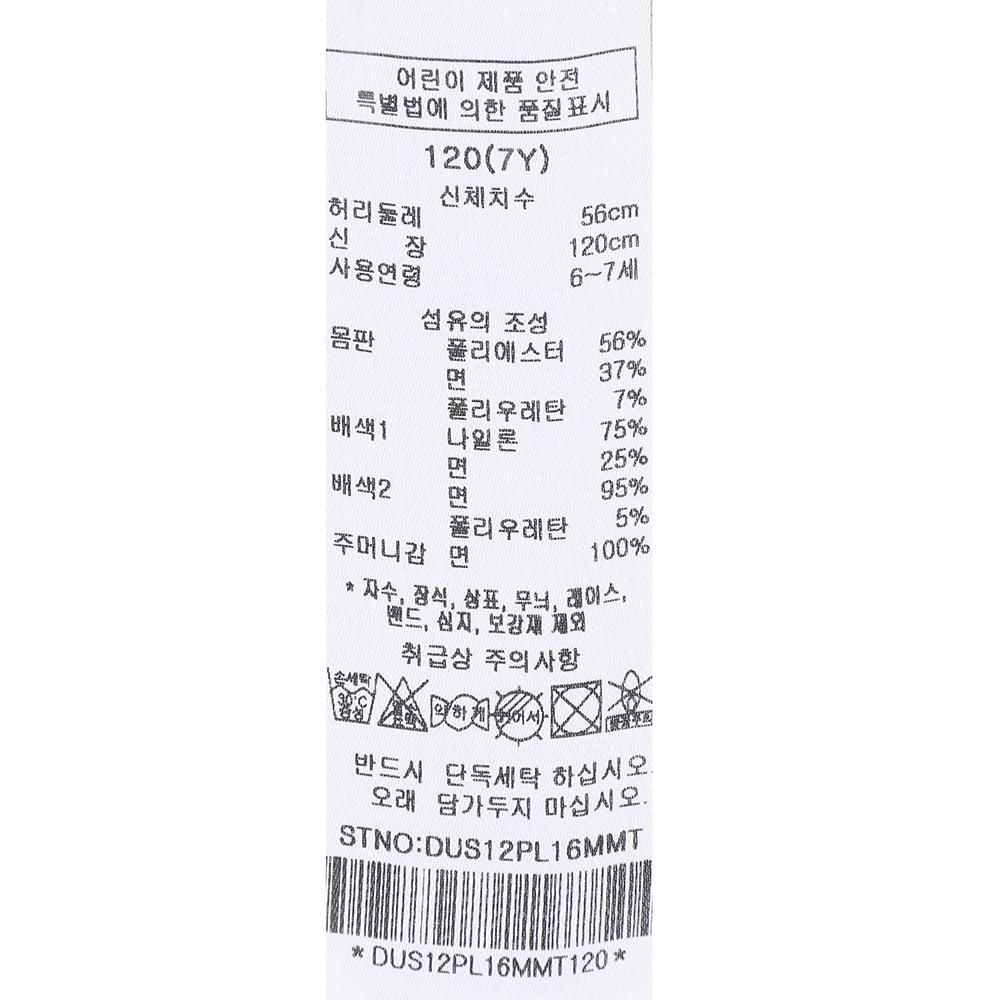 어린이 제품 안전
특별법에 의한 품질표시
120(7Y)
신체치수
허리둘레 56cm
신 장 120cm
사용연령 6~7세
섬유의 조성
몸판 폴리에스터 56%
면 37%
폴리우레탄 7%
배색1 나일론 75%
면 25%
배색2 면 95%
폴리우레탄 5%
주머니감 면 100%
* 자수, 장식, 상표, 무늬, 레이스,
밴드, 심지, 보강재 제외
취급상 주의사항
손세탁
30℃ 약하게
중성
반드시 단독세탁 하십시오.
오래 담가두지 마십시오.
STNO:DUS12PL16MMT
*DUS12PL16MMT120*